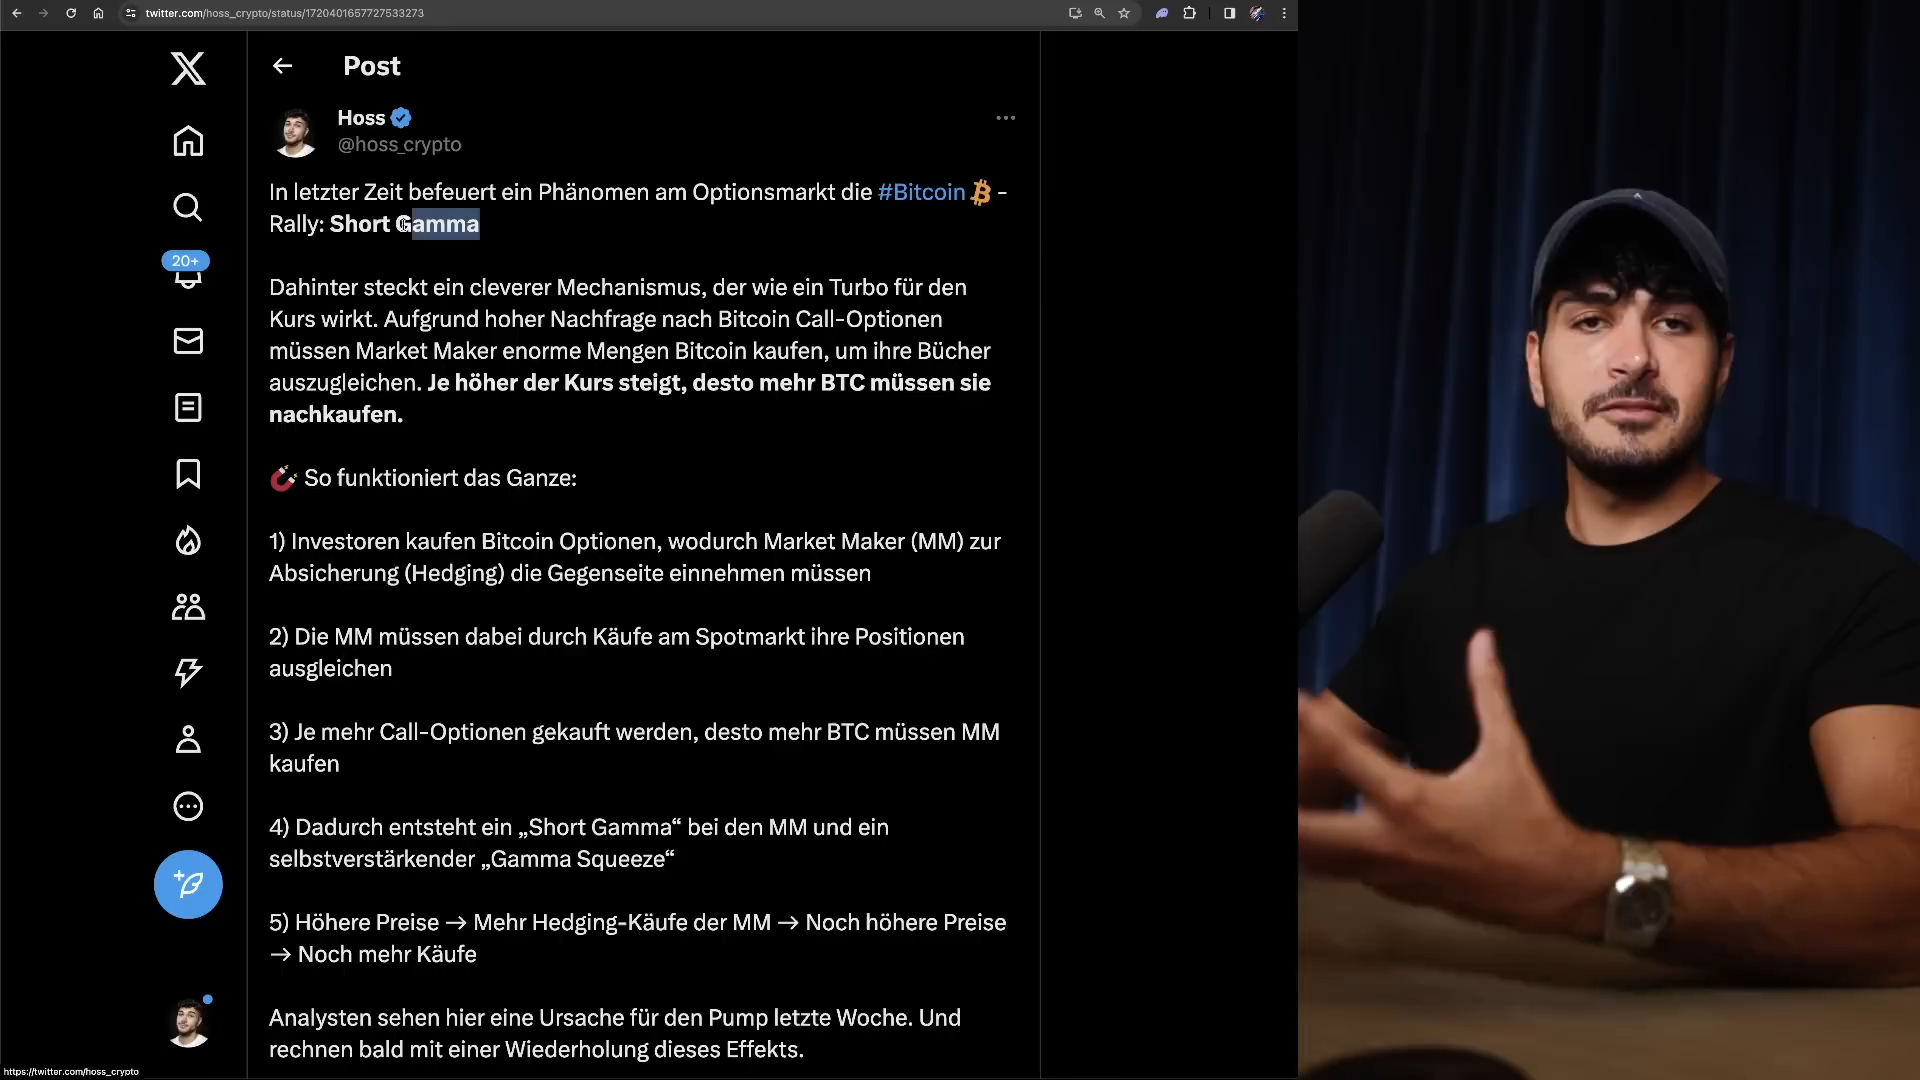 twitter.com/hoss_crypto/status/1720401657727533273
Post
Hoss
@hoss_crypto
In letzter Zeit befeuert ein Phänomen am Optionsmarkt die #Bitcoin -
Rally: Short Gamma
Dahinter steckt ein cleverer Mechanismus, der wie ein Turbo für den
Kurs wirkt. Aufgrund hoher Nachfrage nach Bitcoin Call-Optionen
müssen Market Maker enorme Mengen Bitcoin kaufen, um ihre Bücher
auszugleichen. Je höher der Kurs steigt, desto mehr BTC müssen sie
nachkaufen.
So funktioniert das Ganze:
1) Investoren kaufen Bitcoin Optionen, wodurch Market Maker (MM) zur
Absicherung (Hedging) die Gegenseite einnehmen müssen
2) Die MM müssen dabei durch Käufe am Spotmarkt ihre Positionen
ausgleichen
3) Je mehr Call-Optionen gekauft werden, desto mehr BTC müssen MM
kaufen
4) Dadurch entsteht ein „Short Gamma“ bei den MM und ein
selbstverstärkender „Gamma Squeeze“
5) Höhere Preise → Mehr Hedging-Käufe der MM → Noch höhere Preise
→ Noch mehr Käufe
Analysten sehen hier eine Ursache für den Pump letzte Woche. Und
rechnen bald mit einer Wiederholung dieses Effekts.
20+
https://twitter.com/hoss_crypto